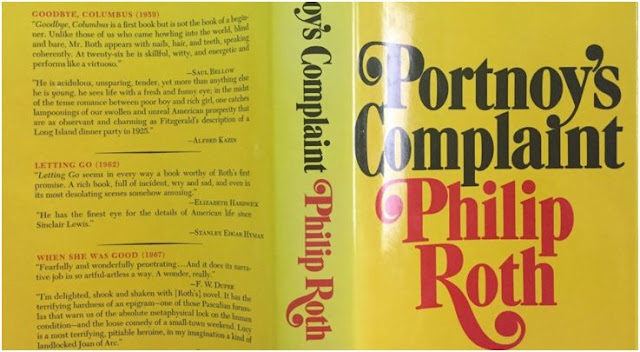 GOODBYE, COLUMBUS (1959)
"Goodbye, Columbus is a first book but is not the book of a begin-
ner. Unlike those of us who came howling into the world, blind
and bare, Mr. Roth appears with nails, hair, and teeth, speaking
coherently. At twenty-six he is skillful, witty, and energetic and
performs like a virtuoso."
—SAUL BELLOW
"He is acidulous, unsparing, tender, yet more than anything else
he is young, he sees life with a fresh and funny eye; in the midst
of the tense romance between poor boy and rich girl, one catches
lampoonings of our swollen and unreal American prosperity that
are as observant and charming as Fitzgerald's description of a
Long Island dinner party in 1925."
—ALFRED KAZIN
LETTING GO (1962)
"Letting Go seems in every way a book worthy of Roth's first
promise. A rich book, full of incident, wry and sad, and even in
its most desolating scenes somehow amusing."
—ELIZABETH HARDWICK
"He has the finest eye for the details of American life since
Sinclair Lewis."
—STANLEY EDGAR HYMAN
WHEN SHE WAS GOOD (1967)
"Fearfully and wonderfully penetrating... And it does its narra-
tive job in so artful-artless a way. A wonder, really."
—F. W. DUPEE
"I'm delighted, shook and shaken with [Roth's] novel. It has the
terrifying hardness of an epigram—one of those Pascalian formu-
las that warn us of the absolute metaphysical lock on the human
condition—and the loose comedy of a small-town weekend. Lucy
is a most terrifying, pitiable heroine, in my imagination a kind of
landlocked Joan of Arc."
oy's Complaint Philip Roth
Portnoy's
Complaint
Philip
Roth